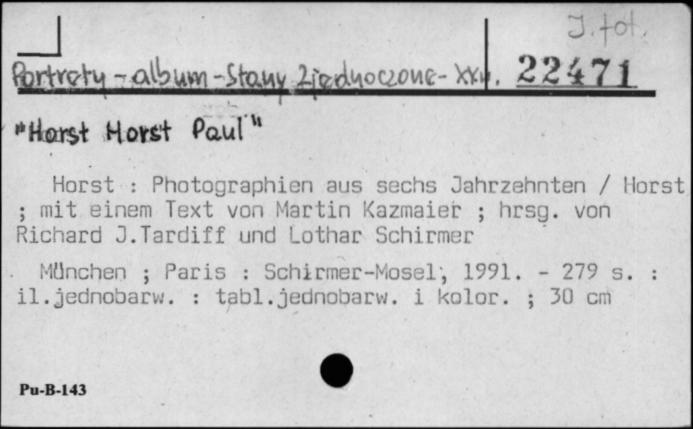 J. fot.
Portrety - album - Stany Zjednoczone - XX w. 22471
"Horst Horst Paul"
Horst : Photographien aus sechs Jahrzehnten / Horst
; mit einem Text von Martin Kazmaier ; hrsg. von
Richard J.Tardiff und Lothar Schirmer
München ; Paris : Schirmer-Mosel, 1991. - 279 s. :
il.jednobarw. : tabl.jednobarw. i kolor. ; 30 cm
Pu-B-143